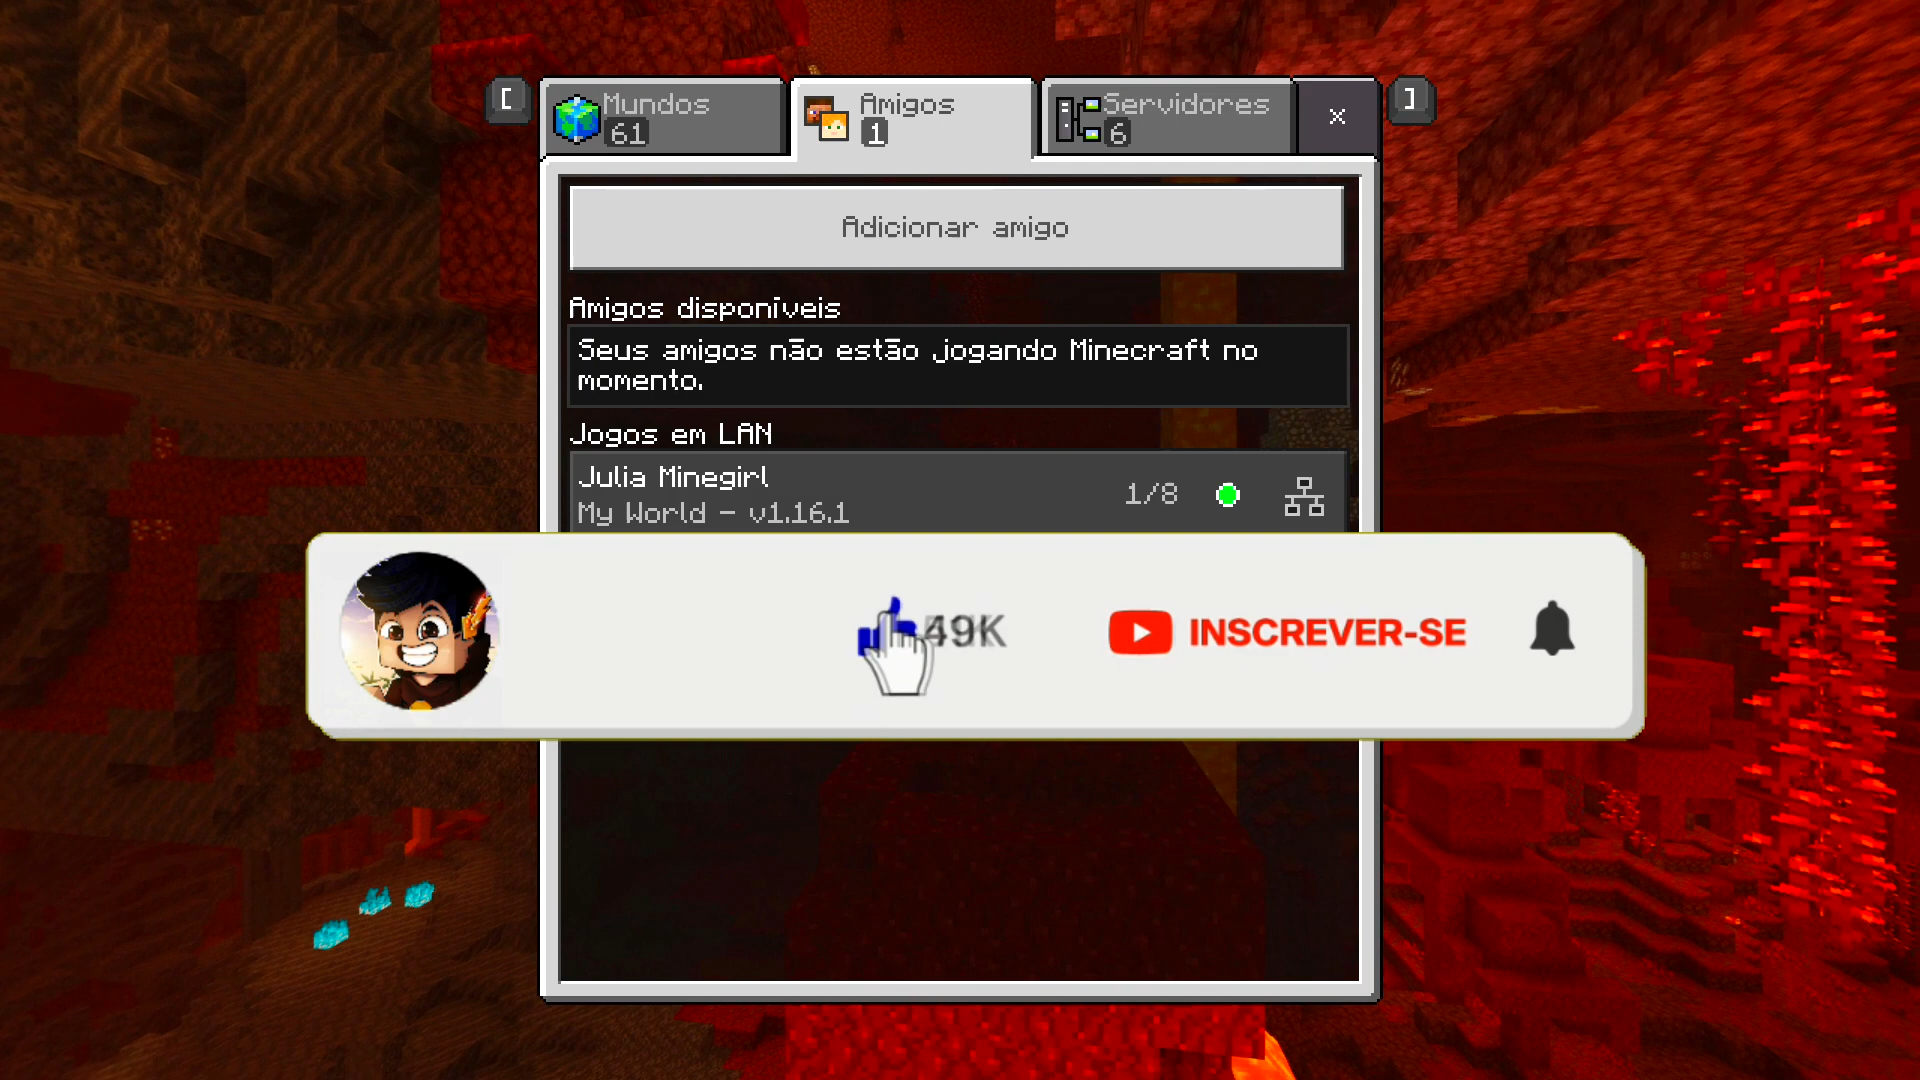 [
Mundos
61
Amigos
1
Servidores
6
×
]
Adicionar amigo
Amigos disponíveis
Seus amigos não estão jogando Minecraft no
momento.
Jogos em LAN
Julia Minegirl
1/8
My World - v1.16.1
49K
INSCREVER-SE